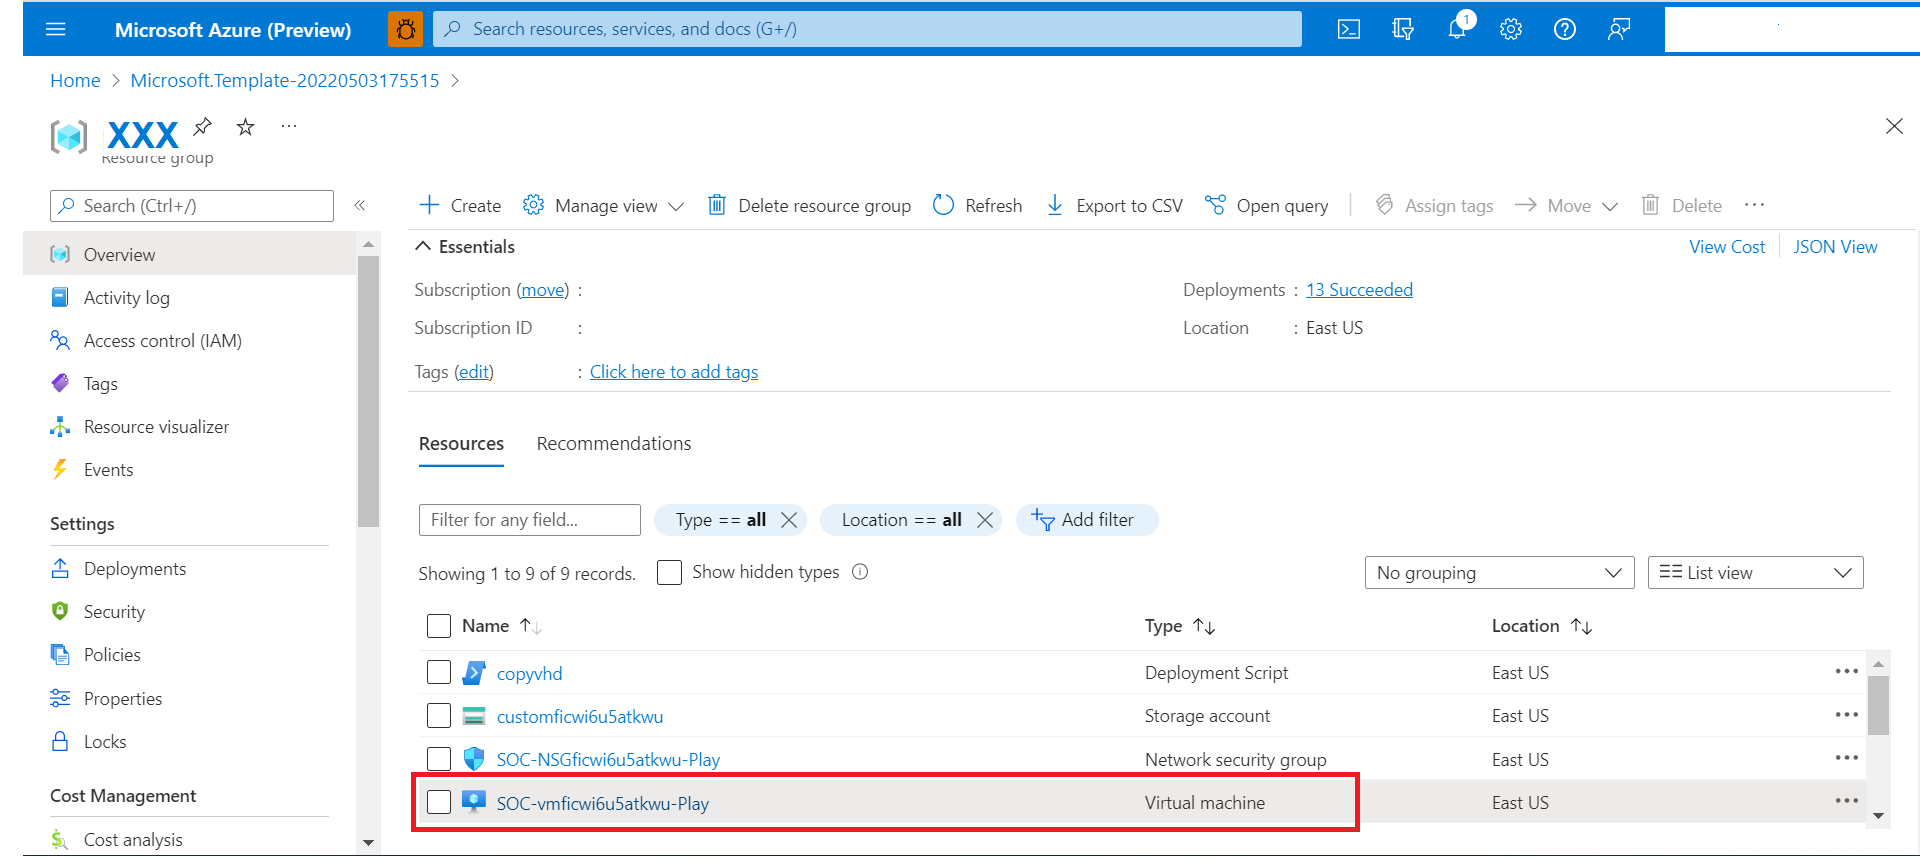 Microsoft Azure (Preview)
Search resources, services, and docs (G+/)
1
Home > Microsoft.Template-20220503175515 >
XXX
...
Resource group
Search (Ctrl+/)
«
Create
Manage view
Delete resource group
Refresh
Export to CSV
Open query
Assign tags
Move
Delete
...
Overview
Activity log
Access control (IAM)
Tags
Resource visualizer
Events
Settings
Deployments
Security
Policies
Properties
Locks
Cost Management
Cost analysis
Essentials
View Cost
JSON View
Subscription (move) :
Deployments : 13 Succeeded
Subscription ID :
Location : East US
Tags (edit) : Click here to add tags
Resources
Recommendations
Filter for any field...
Type == all
Location == all
Add filter
Showing 1 to 9 of 9 records.
Show hidden types
No grouping
List view
Name ↑↓
Type ↑↓
Location ↑↓
copyvhd Deployment Script East US ...
customficwi6u5atkwu Storage account East US ...
SOC-NSGficwi6u5atkwu-Play Network security group East US ...
SOC-vmficwi6u5atkwu-Play Virtual machine East US ...